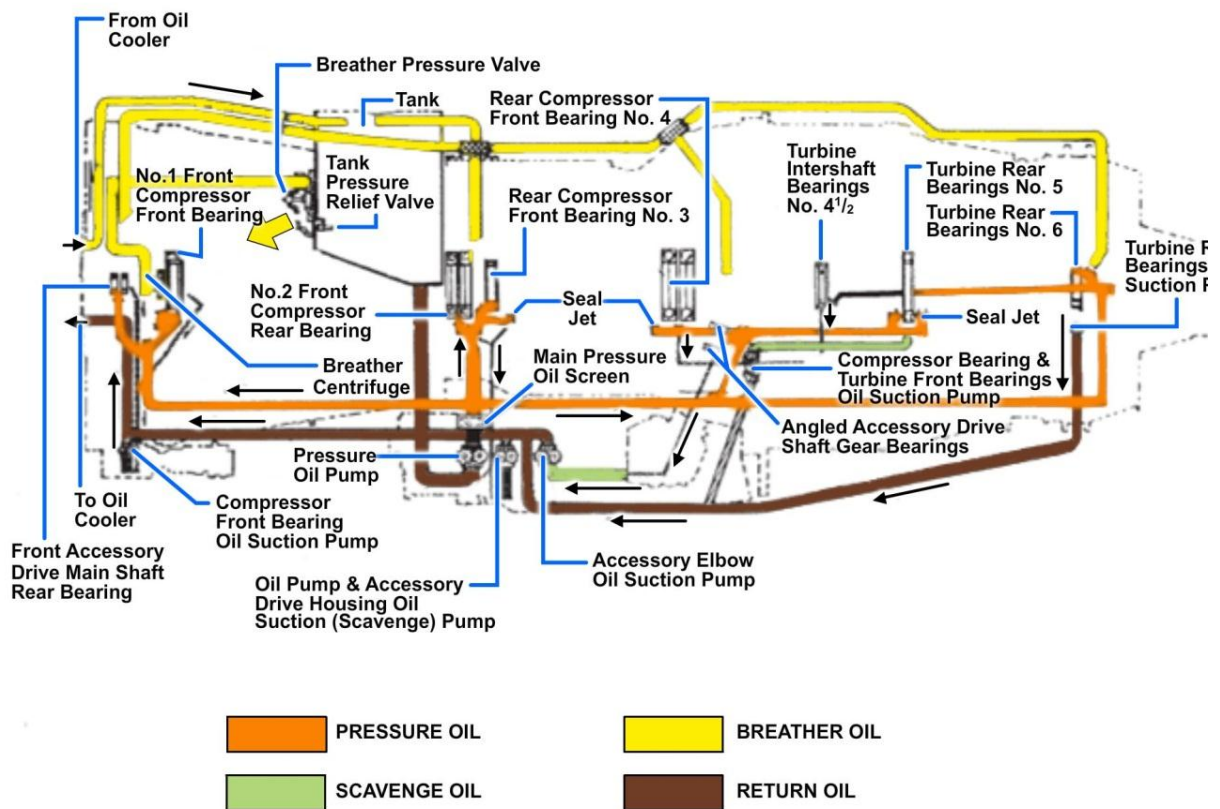 From Oil
Cooler
Breather Pressure Valve
Tank
Rear Compressor
Front Bearing No. 4
No.1 Front
Compressor
Front Bearing
Tank
Pressure
Relief Valve
Rear Compressor
Front Bearing No. 3
Turbine
Intershaft
Bearings
No. 4 1/2
Turbine Rear
Bearings No. 5
Turbine Rear
Bearings No. 6
Turbine R
Bearings
Suction P
No.2 Front
Compressor
Rear Bearing
Seal
Jet
Seal Jet
Breather
Centrifuge
Main Pressure
Oil Screen
Compressor Bearing &
Turbine Front Bearings
Oil Suction Pump
Angled Accessory Drive
Shaft Gear Bearings
Pressure
Oil Pump
To Oil
Cooler
Compressor
Front Bearing
Oil Suction Pump
Front Accessory
Drive Main Shaft
Rear Bearing
Oil Pump & Accessory
Drive Housing Oil
Suction (Scavenge) Pump
Accessory Elbow
Oil Suction Pump
PRESSURE OIL
BREATHER OIL
SCAVENGE OIL
RETURN OIL